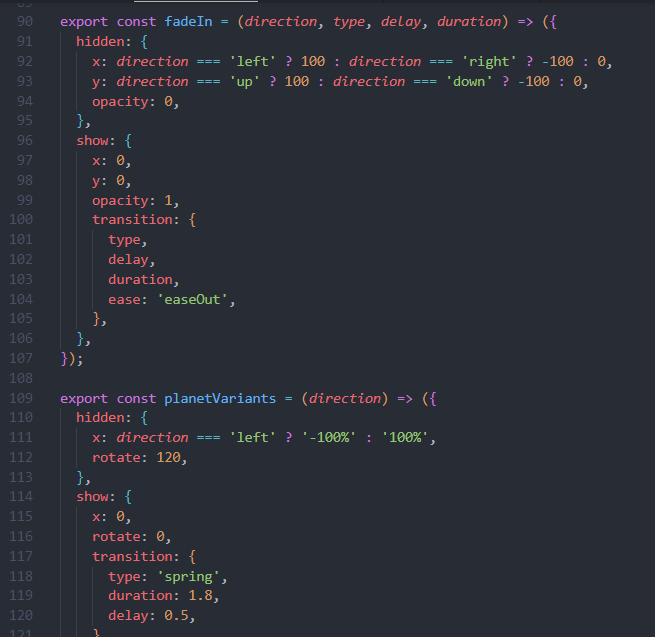 89
90 export const fadeIn = (direction, type, delay, duration) => ({
91 hidden: {
92 x: direction === 'left' ? 100 : direction === 'right' ? -100 : 0,
93 y: direction === 'up' ? 100 : direction === 'down' ? -100 : 0,
94 opacity: 0,
95 },
96 show: {
97 x: 0,
98 y: 0,
99 opacity: 1,
100 transition: {
101 type,
102 delay,
103 duration,
104 ease: 'easeOut',
105 },
106 },
107 });
108
109 export const planetVariants = (direction) => ({
110 hidden: {
111 x: direction === 'left' ? '-100%' : '100%',
112 rotate: 120,
113 },
114 show: {
115 x: 0,
116 rotate: 0,
117 transition: {
118 type: 'spring',
119 duration: 1.8,
120 delay: 0.5,
121 }